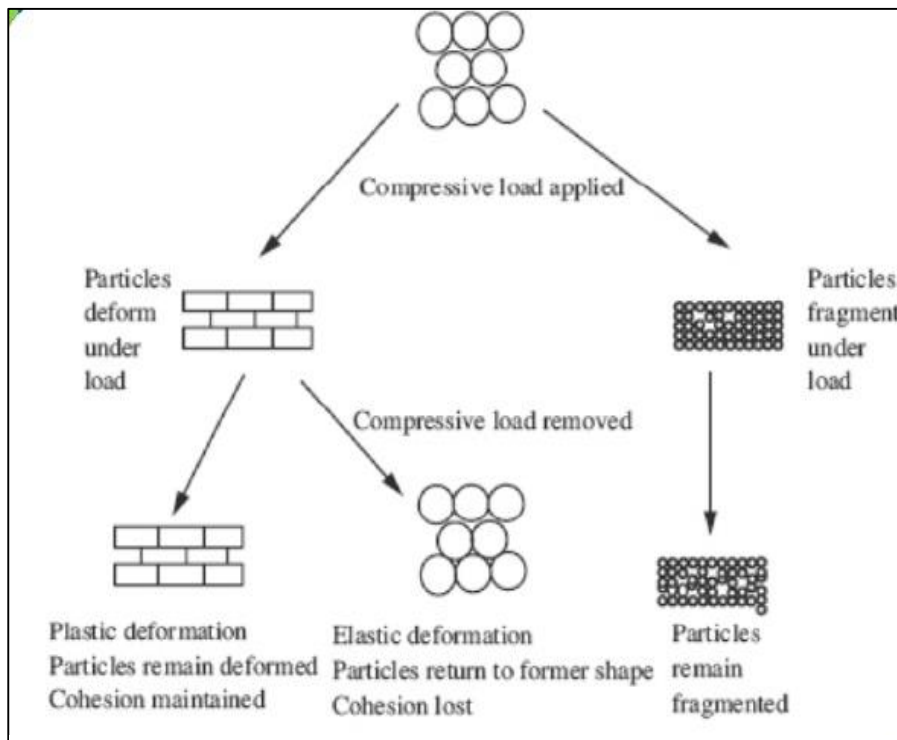 Compressive load applied
Particles
deform
under
load
Particles
fragment
under
load
Compressive load removed
Plastic deformation
Particles remain deformed
Cohesion maintained
Elastic deformation
Particles return to former shape
Cohesion lost
Particles
remain
fragmented